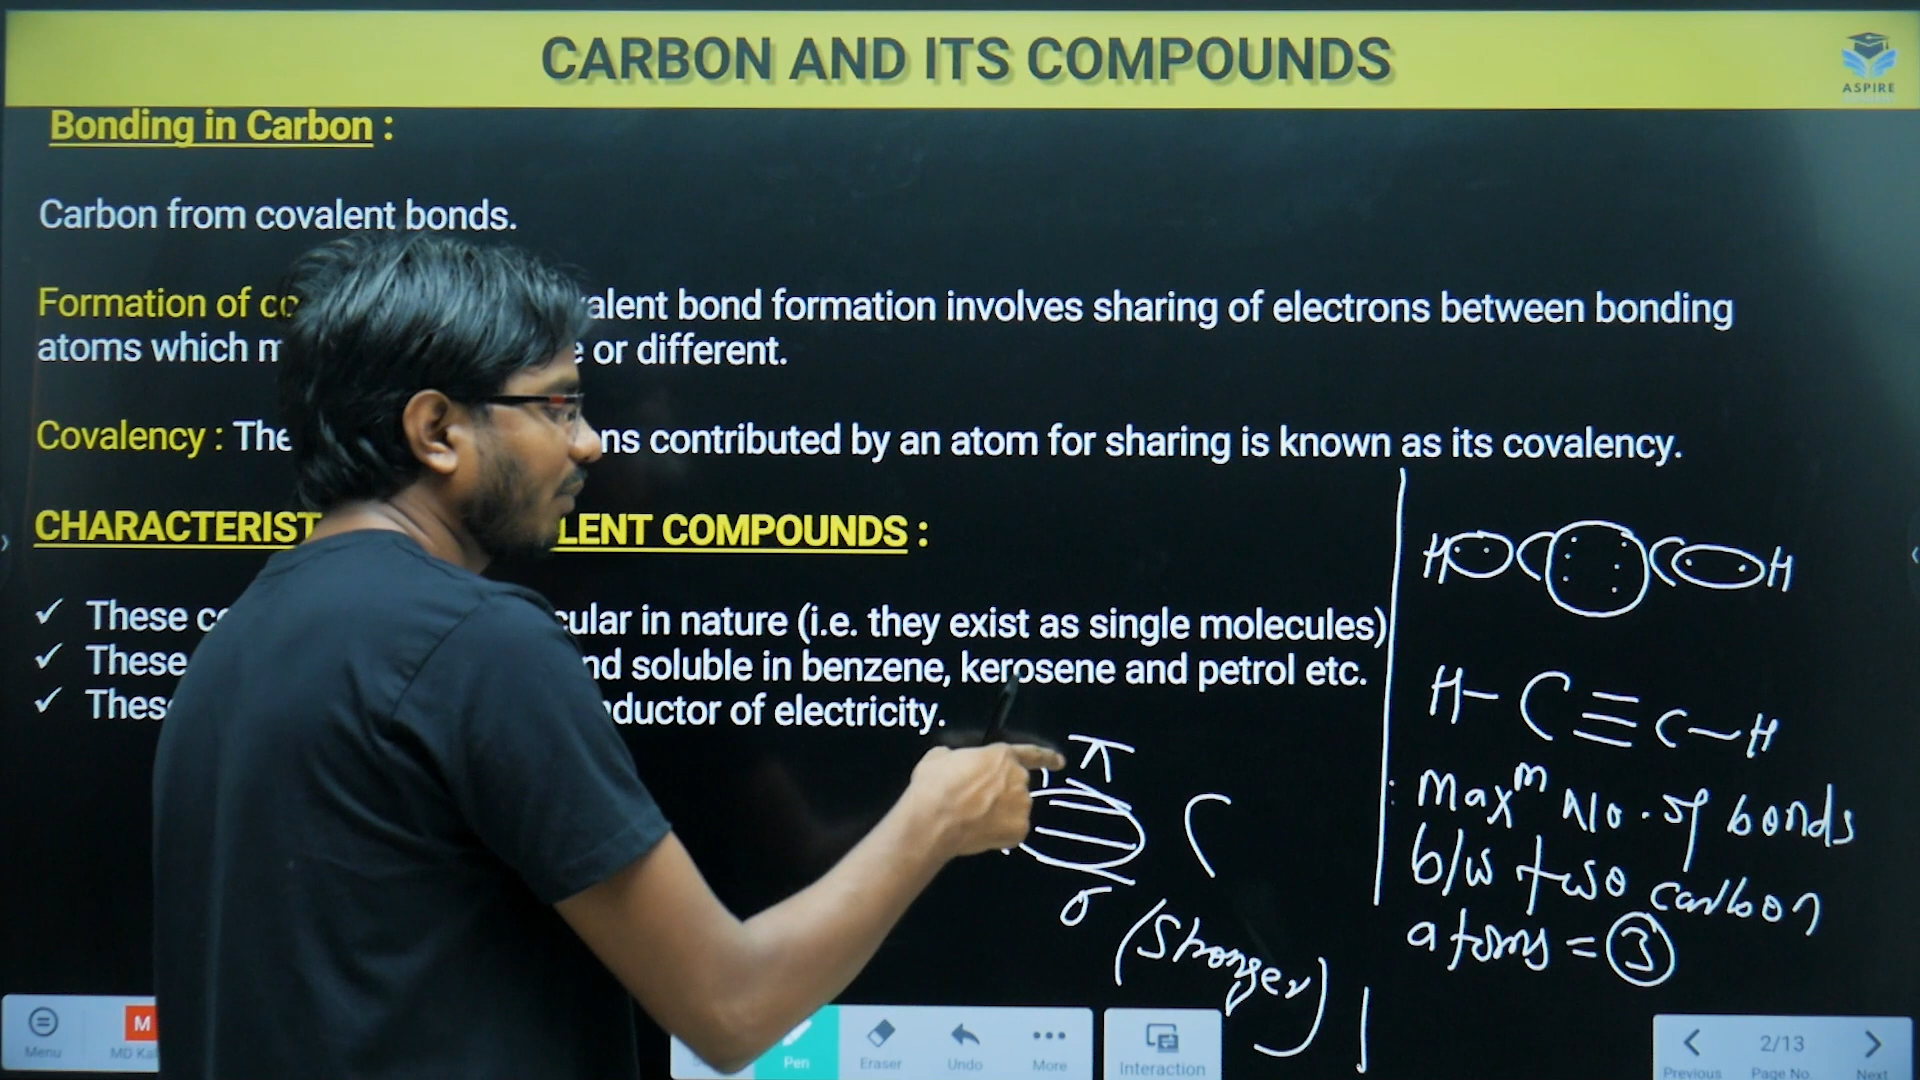 CARBON AND ITS COMPOUNDS
ASPIRE
Bonding in Carbon :
Carbon from covalent bonds.
Formation of co alent bond formation involves sharing of electrons between bonding
atoms which m or different.
Covalency : The ns contributed by an atom for sharing is known as its covalency.
CHARACTERIST LENT COMPOUNDS :
✓ These c cular in nature (i.e. they exist as single molecules)
✓ These nd soluble in benzene, kerosene and petrol etc.
✓ Thes ductor of electricity.
H C C H
H - C ≡ C - H
Maxᵐ No. of bonds
b/w two carbon
atoms = 3
π
C
σ (Stronger)
Menu
M
MD Ka
Pen
Eraser
Undo
More
Interaction
Previous
2/13
Page No.
Next